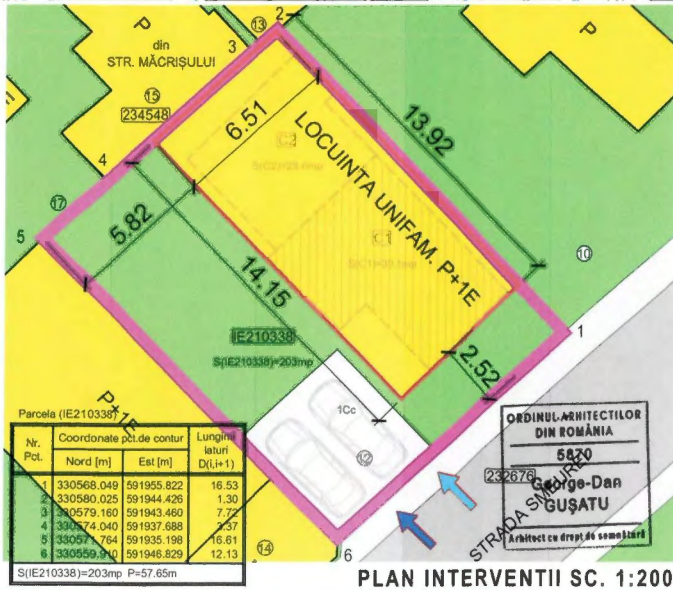 13
2
P
din
STR. MĂCRIȘULUI
3
P
15
234548
6.51
13.92
LOCUINTA UNIFAM. P+1E
C2
4
17
5.82
C1
5
10
14.15
1
IE210338
S(IE210338)=203mp
2.52
P+1E
1Cc
12
Parcela (IE210338)
Nr. Pct. Coordonate pct.de contur Lungimi laturi D(i,i+1)
Nord [m] Est [m]
1 330568.049 591955.822 16.53
2 330580.025 591944.426 1.30
3 330579.160 591943.460 7.72
4 330574.040 591937.688 3.37
5 330571.764 591935.198 16.61
6 330559.910 591946.829 12.13
S(IE210338)=203mp P=57.65m
14
6
232676
STRADA SMEUREI
ORDINUL ARHITECTILOR
DIN ROMÂNIA
5870
George-Dan
GUȘATU
Arhitect cu drept de semnătură
PLAN INTERVENTII SC. 1:200